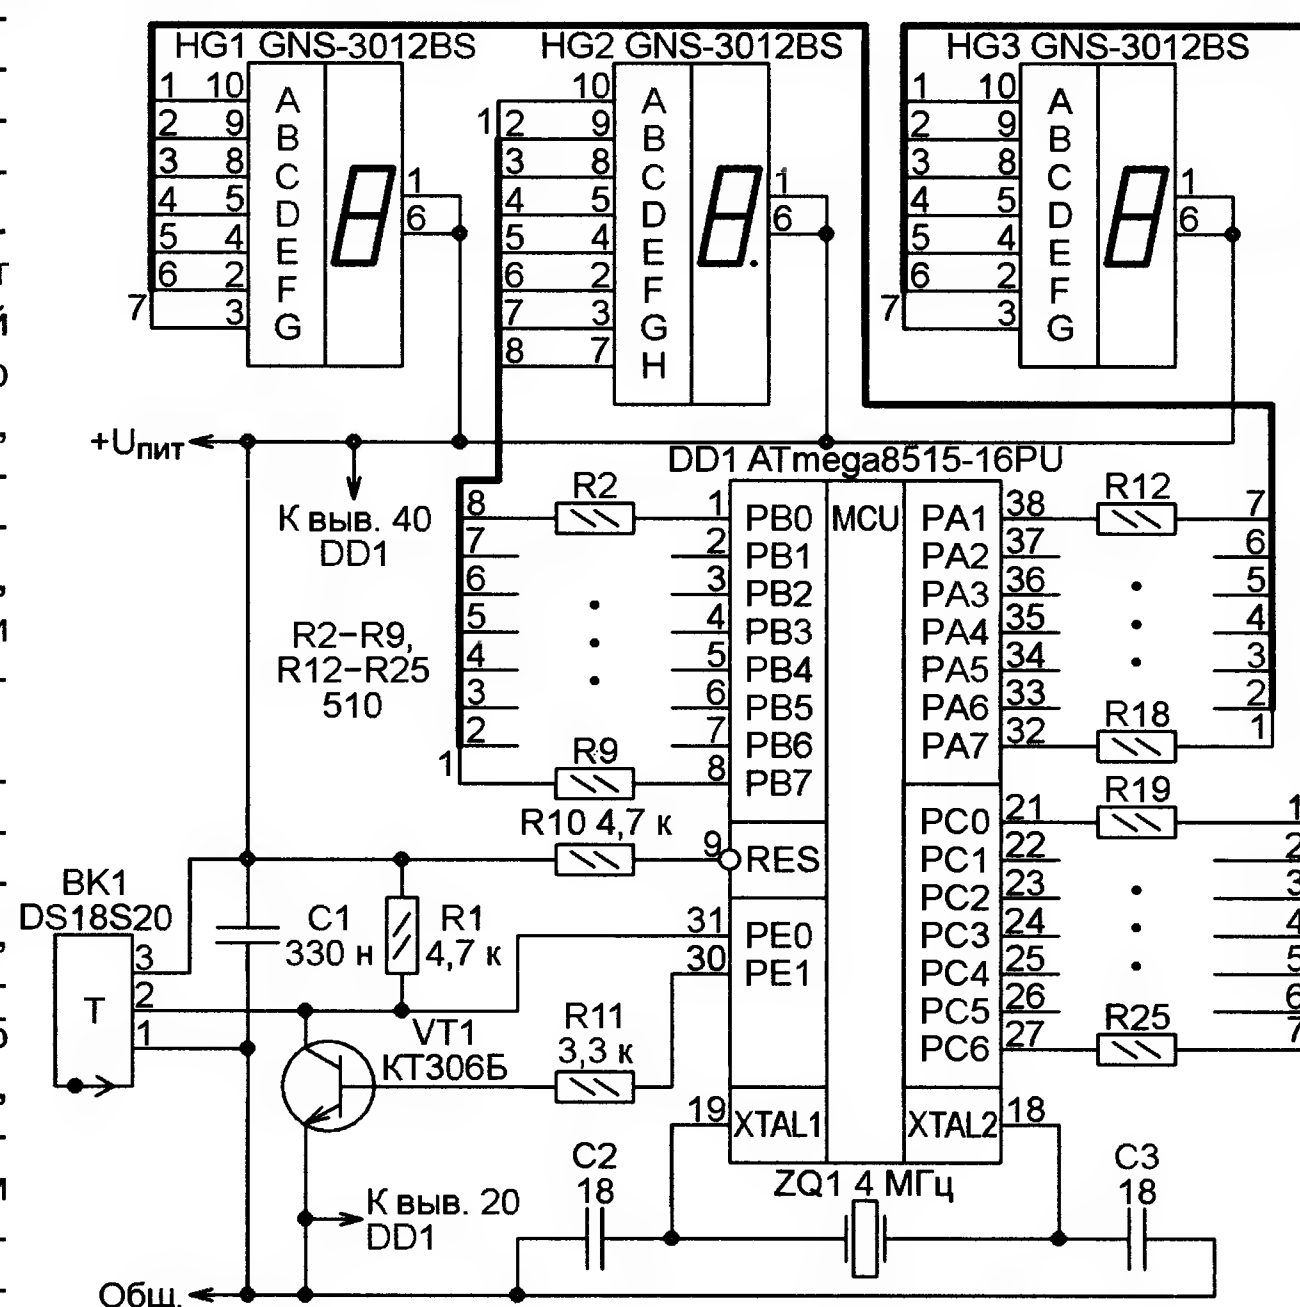 HG1 GNS-3012BS
1 10 A
2 9 B
3 8 C
4 5 D
5 4 E
6 2 F
7 3 G
1
6
HG2 GNS-3012BS
1 10 A
2 9 B
3 8 C
4 5 D
5 4 E
6 2 F
7 3 G
8 7 H
1
6
HG3 GNS-3012BS
1 10 A
2 9 B
3 8 C
4 5 D
5 4 E
6 2 F
7 3 G
1
6
+Uпит
К выв. 40
DD1
R2–R9,
R12–R25
510
DD1 ATmega8515-16PU
MCU
8 R2 1 PB0
7 2 PB1
6 3 PB2
5 4 PB3
4 5 PB4
3 6 PB5
2 7 PB6
1 R9 8 PB7
R10 4,7 к
9 RES
31 PE0
30 PE1
19 XTAL1
PA1 38 R12 7
PA2 37 6
PA3 36 5
PA4 35 4
PA5 34 3
PA6 33 2
PA7 32 R18 1
PC0 21 R19 1
PC1 22 2
PC2 23 3
PC3 24 4
PC4 25 5
PC5 26 6
PC6 27 R25 7
XTAL2 18
BK1
DS18S20
T
3
2
1
C1
330 н
R1
4,7 к
VT1
КТ306Б
R11
3,3 к
К выв. 20
DD1
C2
18
ZQ1 4 МГц
C3
18
Общ.